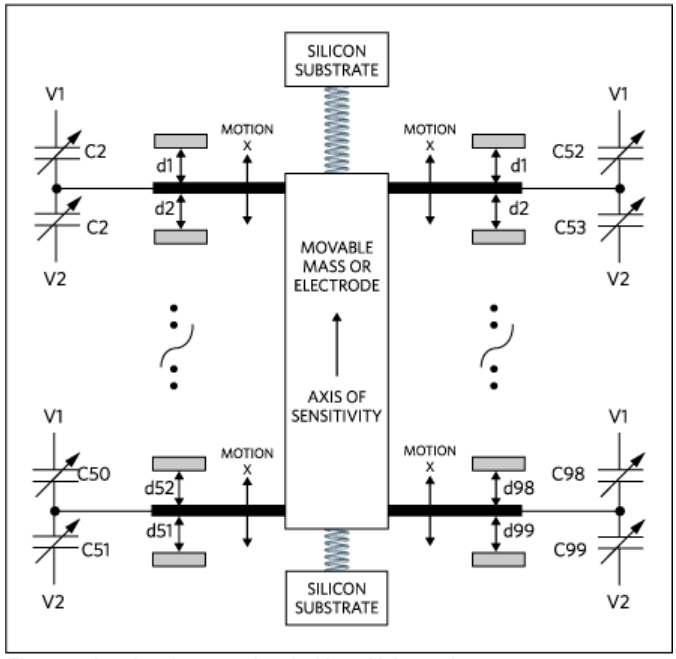 SILICON
SUBSTRATE
V1
V1
MOTION
X
MOTION
X
C2
d1
d1
C52
d2
d2
C2
C53
V2
V2
MOVABLE
MASS OR
ELECTRODE
AXIS OF
SENSITIVITY
V1
V1
MOTION
X
MOTION
X
C50
d52
d98
C98
d51
d99
C51
C99
V2
V2
SILICON
SUBSTRATE